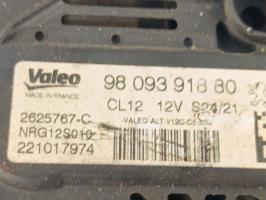 Valeo
MADE IN FRANCE
98 093 918 80
CL12 12V S24/21
2625767-C
NRG12S010
221017974